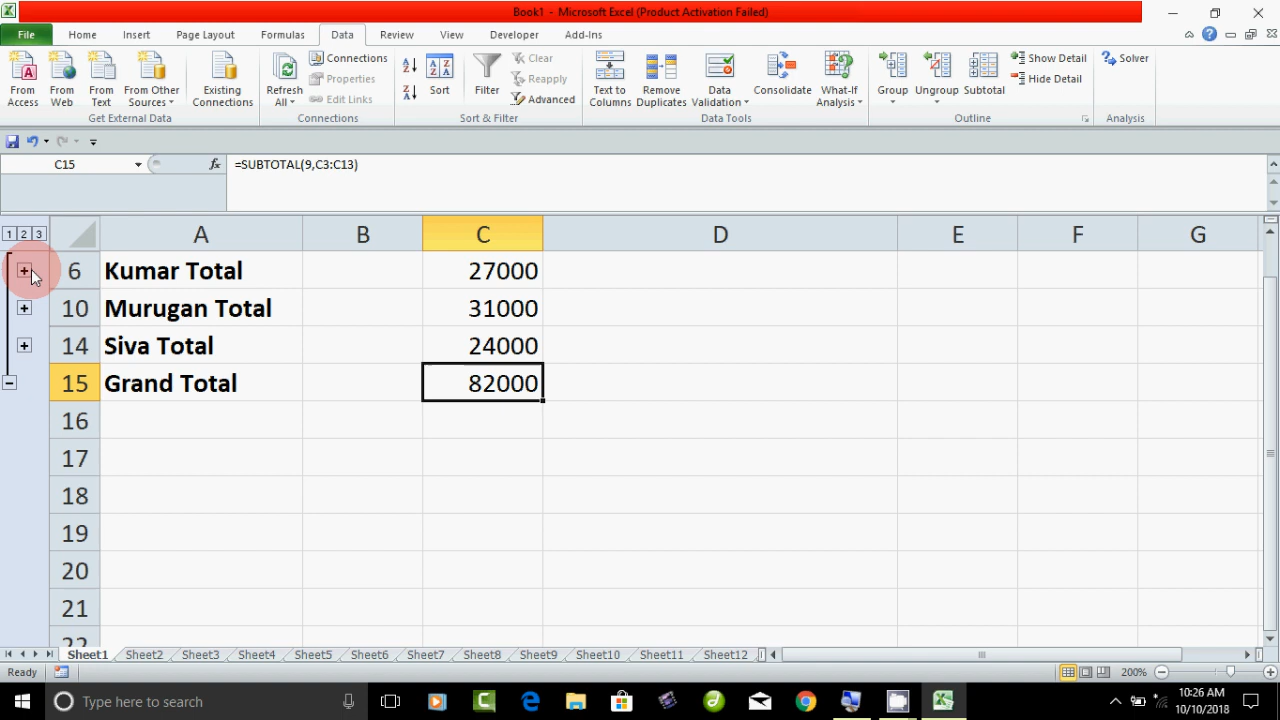 Book1 - Microsoft Excel (Product Activation Failed)
File Home Insert Page Layout Formulas Data Review View Developer Add-Ins
From Access
From Web
From Text
From Other Sources
Existing Connections
Get External Data
Refresh All
Connections
Properties
Edit Links
Connections
Sort
Filter
Clear
Reapply
Advanced
Sort & Filter
Text to Columns
Remove Duplicates
Data Validation
Consolidate
What-If Analysis
Data Tools
Group
Ungroup
Subtotal
Show Detail
Hide Detail
Outline
Solver
Analysis
C15 fx =SUBTOTAL(9,C3:C13)
1 2 3 A B C D E F G
6 Kumar Total 27000
10 Murugan Total 31000
14 Siva Total 24000
15 Grand Total 82000
16
17
18
19
20
21
22
Sheet1 Sheet2 Sheet3 Sheet4 Sheet5 Sheet6 Sheet7 Sheet8 Sheet9 Sheet10 Sheet11 Sheet12
Ready 200%
Type here to search
10:26 AM
10/10/2018